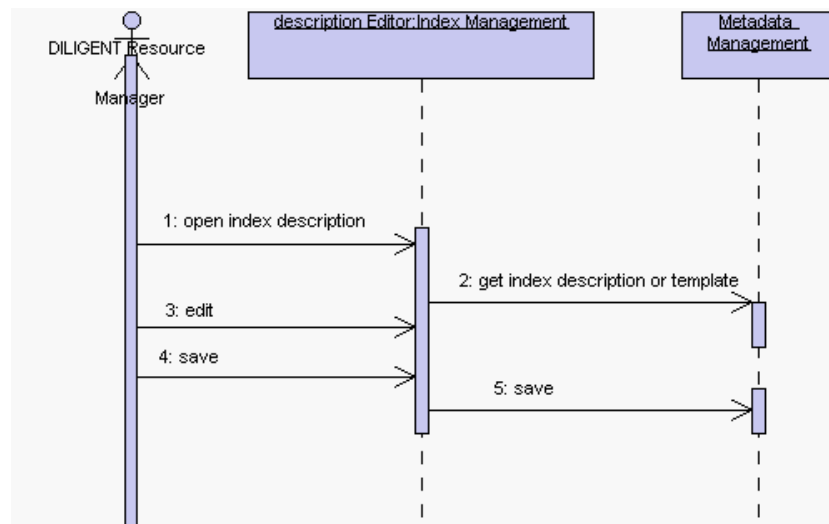 DILIGENT Resource
Manager
description Editor:Index Management
Metadata
Management
1: open index description
2: get index description or template
3: edit
4: save
5: save